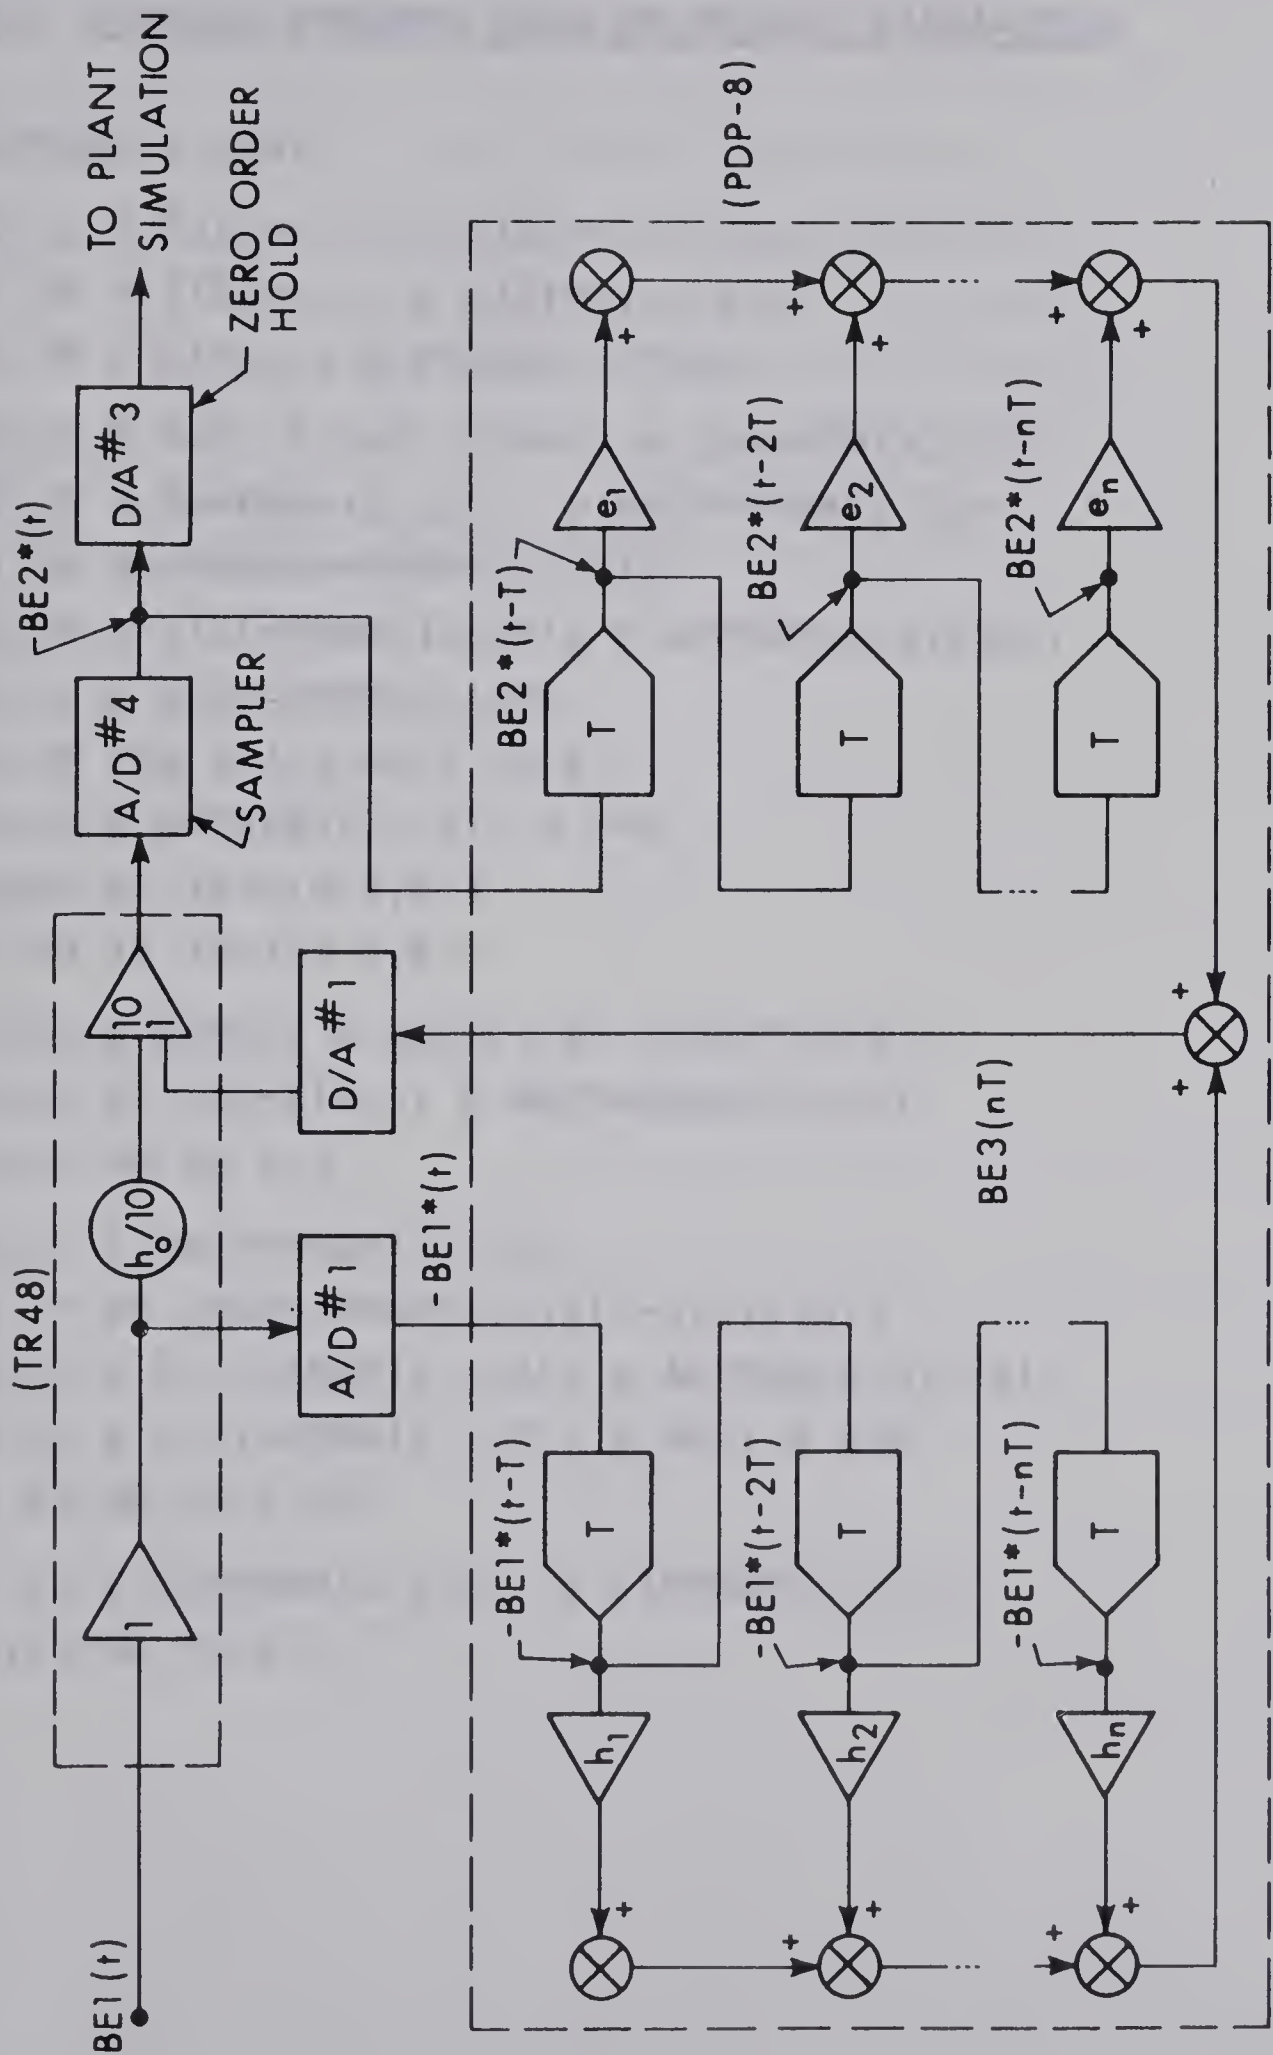 BE1(t)
(TR48)
1
h₀/10
10
1
A/D#4
SAMPLER
BE2*(t)
D/A#3
ZERO ORDER
HOLD
TO PLANT
SIMULATION
A/D#1
-BE1*(t)
D/A#1
(PDP-8)
+
h₁
-BE1*(t-T)
T
BE2*(t-T)
T
e₁
+
+
+
h₂
-BE1*(t-2T)
T
BE2*(t-2T)
T
e₂
+
+
...
...
...
...
+
+
hₙ
-BE1*(t-nT)
T
BE2*(t-nT)
T
eₙ
+
+
BE3(nT)
+
+